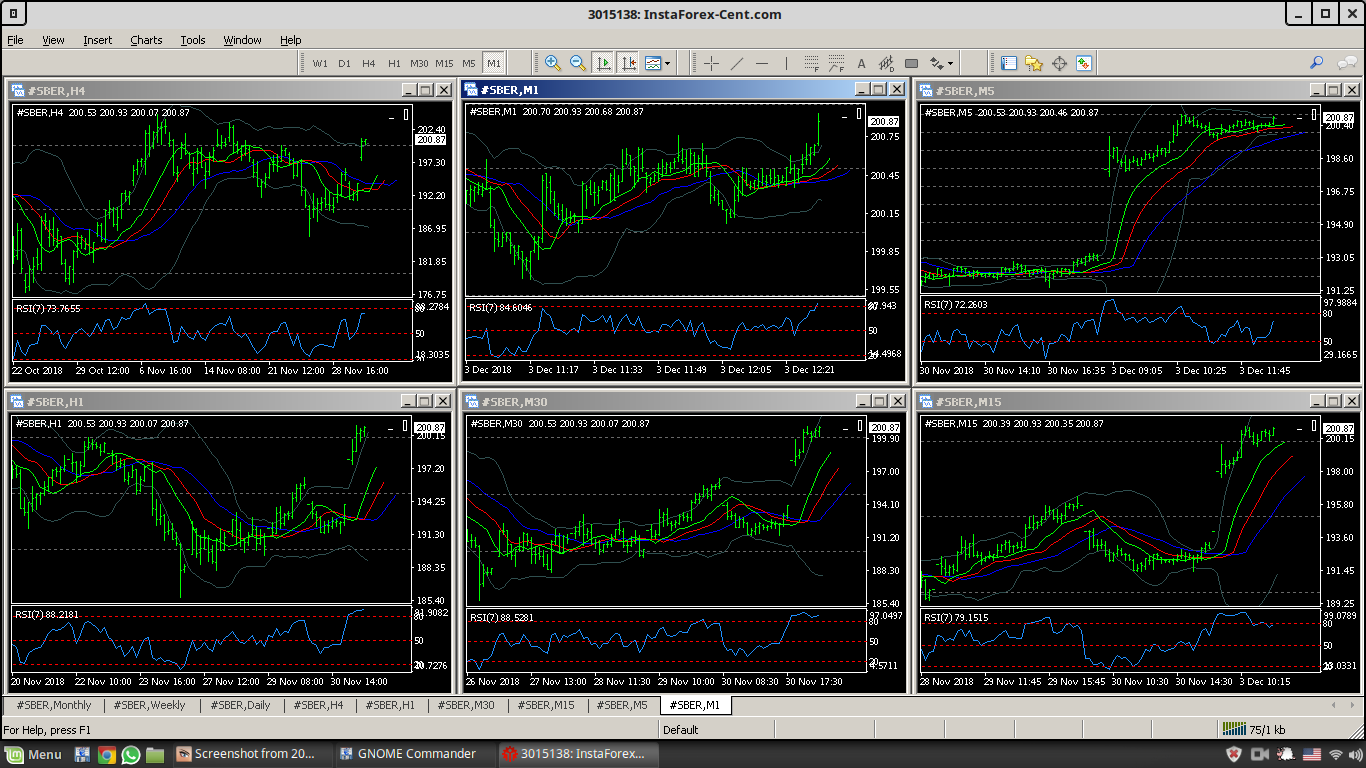 3015138: InstaForex-Cent.com
File View Insert Charts Tools Window Help
W1 D1 H4 H1 M30 M15 M5 M1
#SBER,H4
#SBER,H4 200.53 200.93 200.07 200.87
202.40
200.87
197.30
192.20
186.95
181.85
176.75
RSI(7) 73.7655
50
18.3035
22 Oct 2018 29 Oct 12:00 6 Nov 16:00 14 Nov 08:00 21 Nov 12:00 28 Nov 16:00
#SBER,M1
#SBER,M1 200.70 200.93 200.68 200.87
200.87
200.75
200.45
200.15
199.85
199.55
RSI(7) 84.6046
50
14.4968
3 Dec 2018 3 Dec 11:17 3 Dec 11:33 3 Dec 11:49 3 Dec 12:05 3 Dec 12:21
#SBER,M5
#SBER,M5 200.53 200.93 200.46 200.87
200.87
200.40
198.60
196.75
194.90
193.05
191.25
RSI(7) 72.2603
97.9884
80
50
29.1665
30 Nov 2018 30 Nov 14:10 30 Nov 16:35 3 Dec 09:05 3 Dec 10:25 3 Dec 11:45
#SBER,H1
#SBER,H1 200.53 200.93 200.07 200.87
200.87
200.15
197.20
194.25
191.30
188.35
185.40
RSI(7) 88.2181
91.9082
80
50
20
20 Nov 2018 22 Nov 10:00 23 Nov 16:00 27 Nov 12:00 29 Nov 08:00 30 Nov 14:00
#SBER,M30
#SBER,M30 200.53 200.93 200.07 200.87
200.87
199.90
197.00
194.10
191.20
188.30
185.40
RSI(7) 88.5281
97.0497
80
50
20
4.5711
26 Nov 2018 27 Nov 13:00 28 Nov 11:30 29 Nov 10:00 30 Nov 08:30 30 Nov 17:30
#SBER,M15
#SBER,M15 200.39 200.93 200.35 200.87
200.87
200.15
198.00
195.80
193.60
191.45
189.25
RSI(7) 79.1515
99.0789
80
50
28 Nov 2018 29 Nov 11:45 29 Nov 15:45 30 Nov 10:30 30 Nov 14:30 3 Dec 10:15
#SBER,Monthly #SBER,Weekly #SBER,Daily #SBER,H4 #SBER,H1 #SBER,M30 #SBER,M15 #SBER,M5 #SBER,M1
For Help, press F1 Default 75/1 kb
Menu Screenshot from 20... GNOME Commander 3015138: InstaForex...